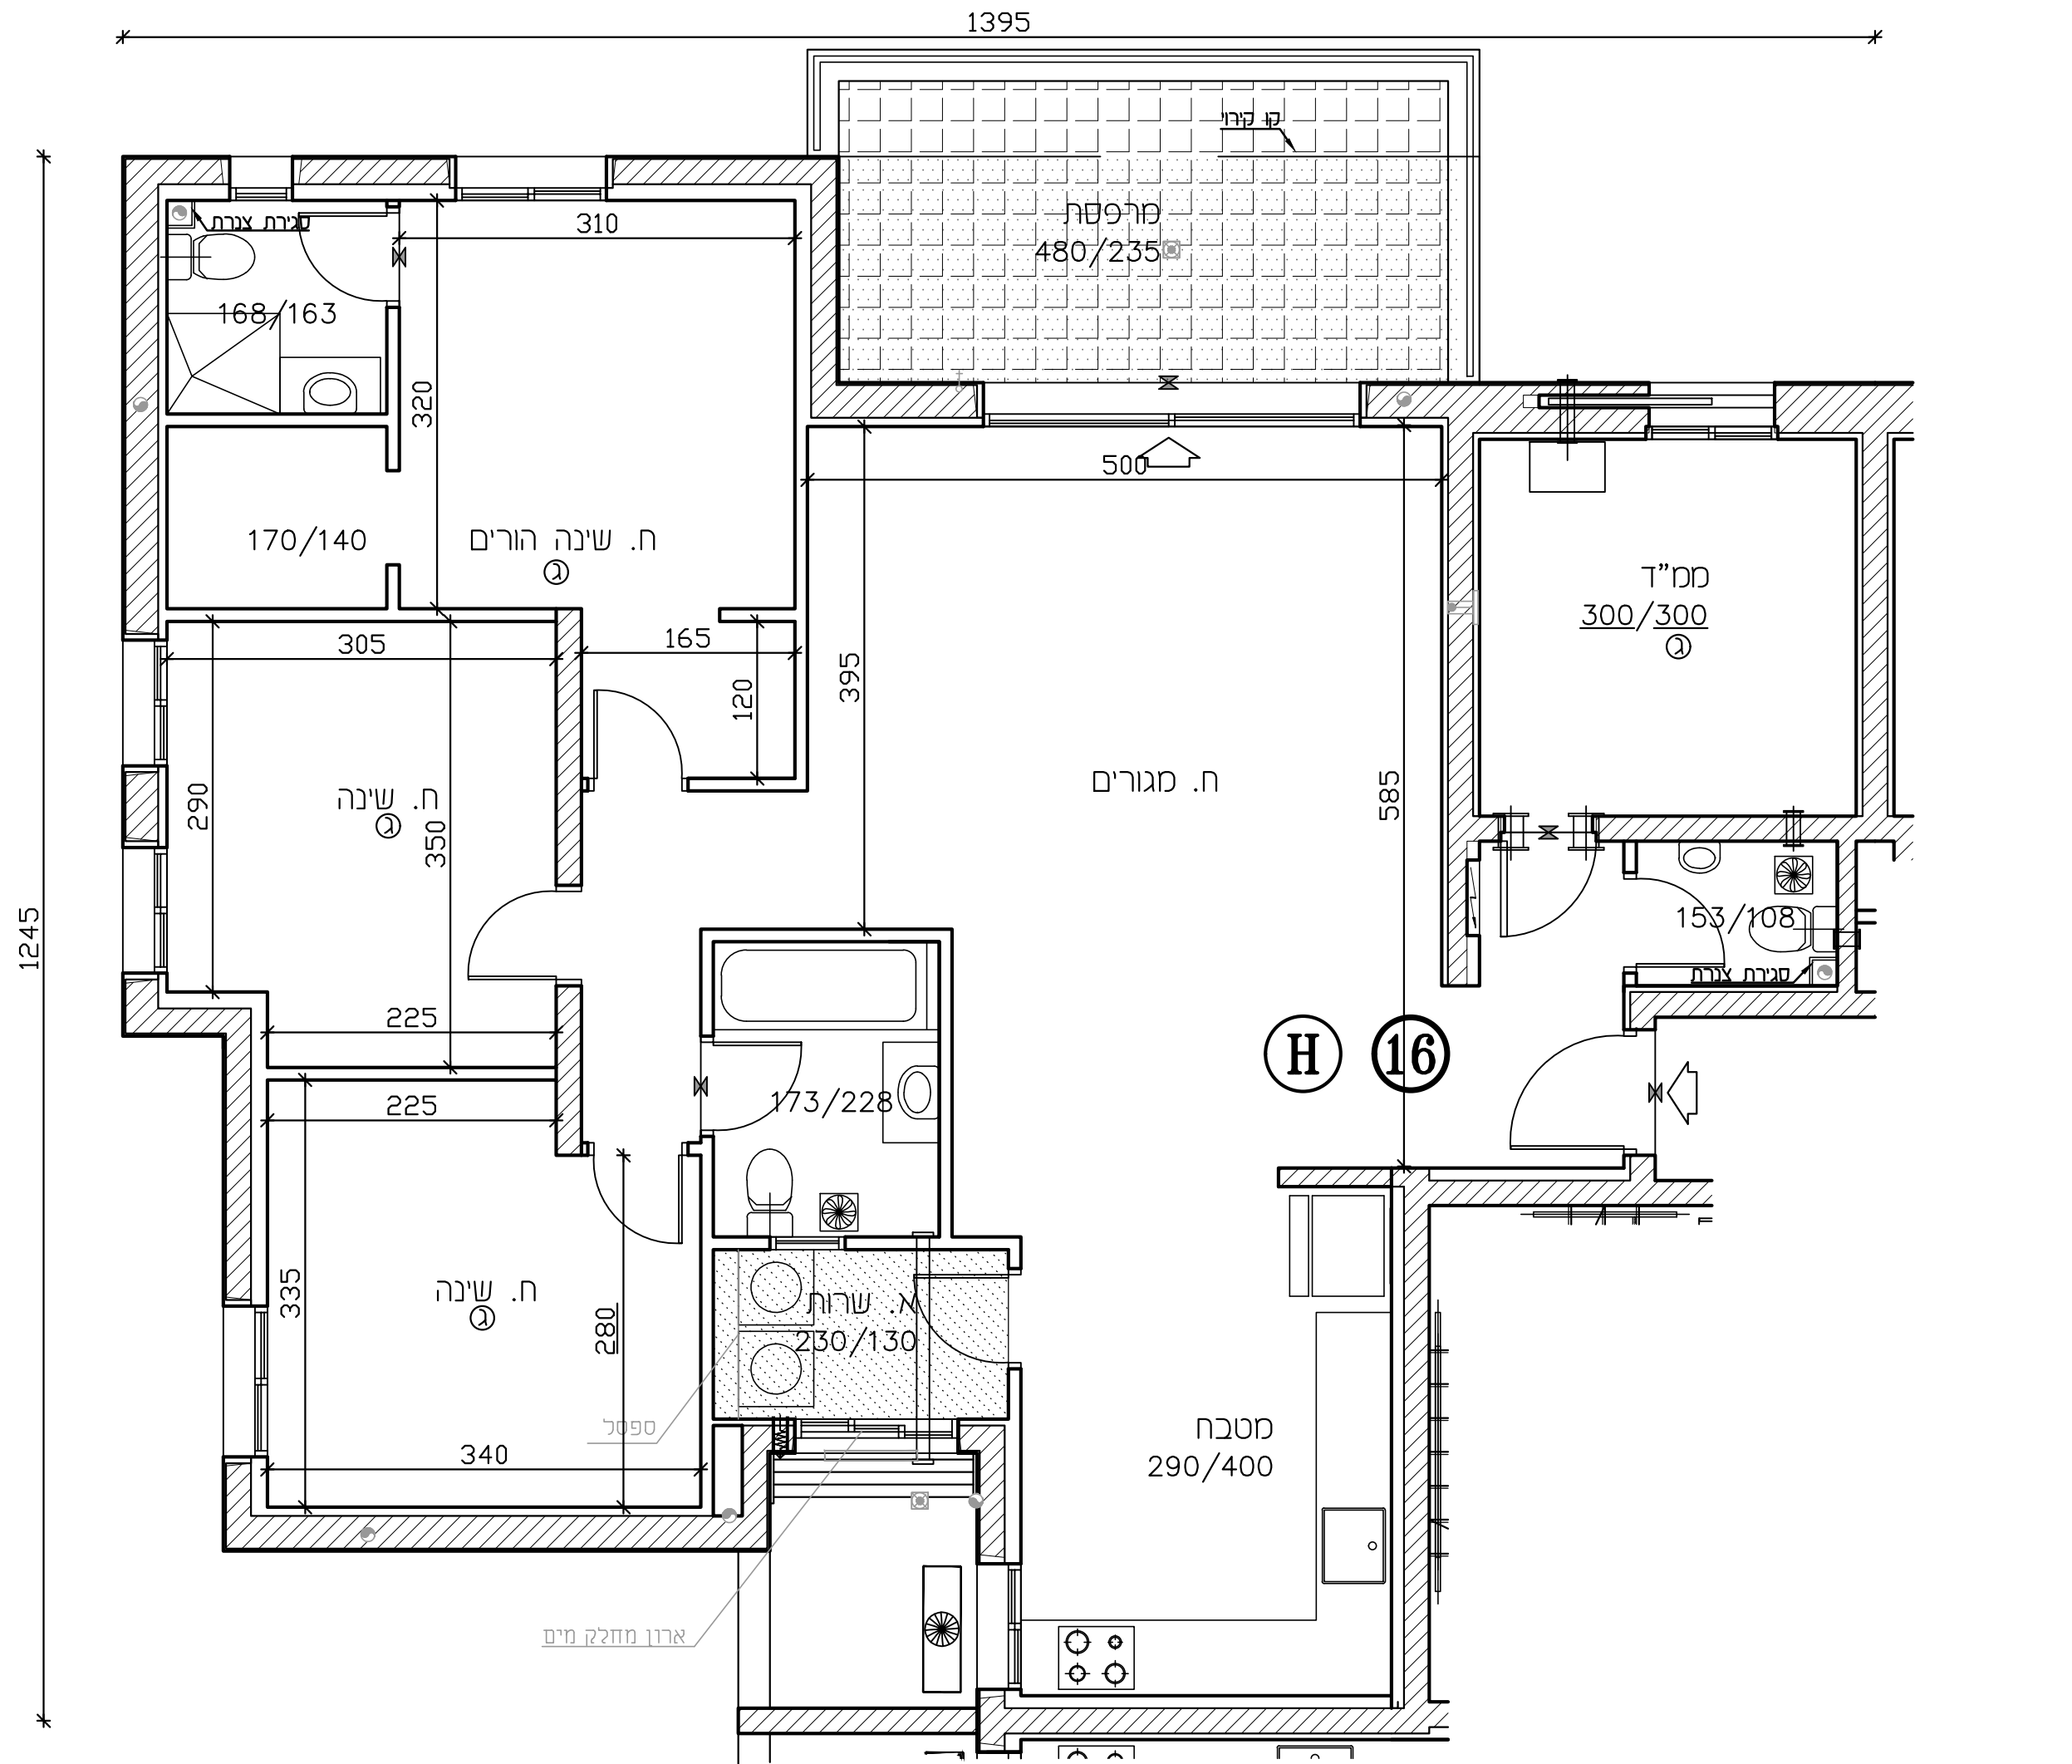 1395
קו קירוי
מרפסת
480/235
סגירת צנרת
310
168/163
320
500
170/140
ח. שינה הורים
ג
ממ"ד
300/300
ג
305
165
120
395
290
ח. שינה
ג
350
ח. מגורים
585
153/108
סגירת צנרת
1245
225
225
173/228
H
16
335
ח. שינה
ג
280
א. שרות
230/130
ספסל
340
מטבח
290/400
ארון מחלק מים